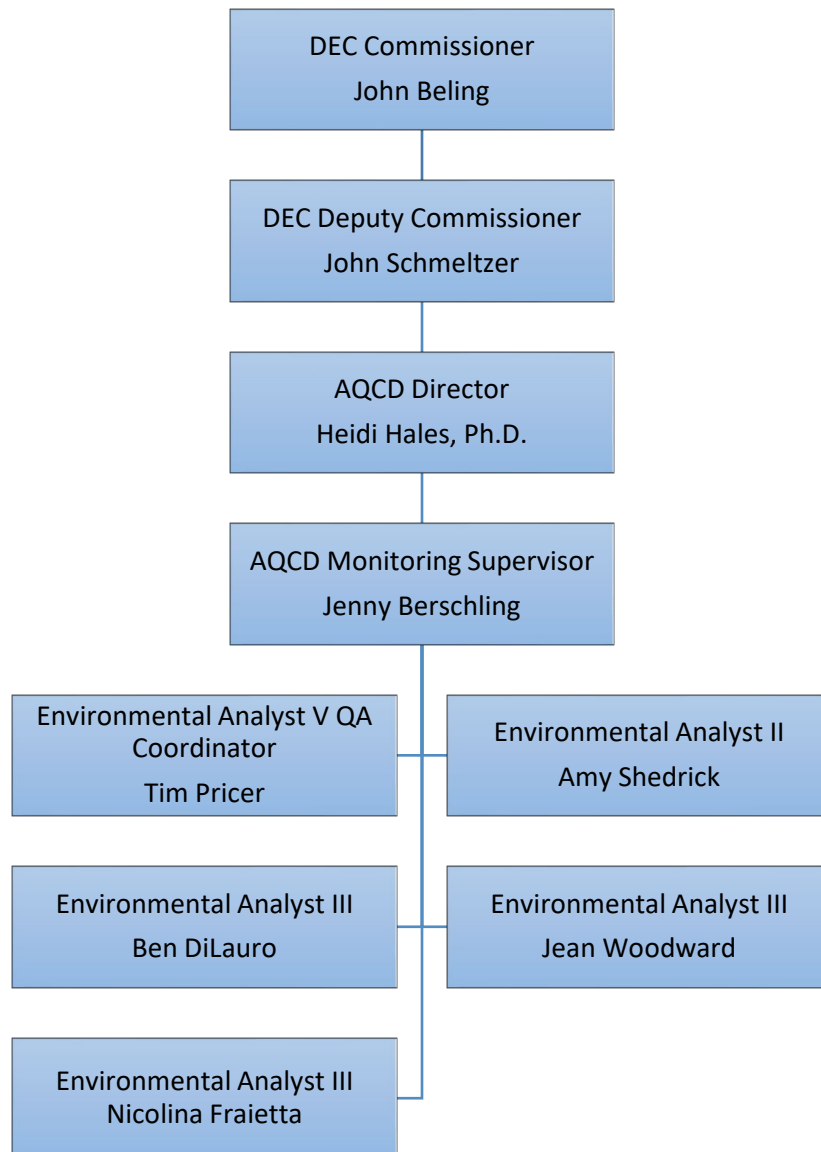 DEC Commissioner
John Beling
DEC Deputy Commissioner
John Schmeltzer
AQCD Director
Heidi Hales, Ph.D.
AQCD Monitoring Supervisor
Jenny Berschling
Environmental Analyst V QA
Coordinator
Tim Pricer
Environmental Analyst II
Amy Shedrick
Environmental Analyst III
Ben DiLauro
Environmental Analyst III
Jean Woodward
Environmental Analyst III
Nicolina Fraietta